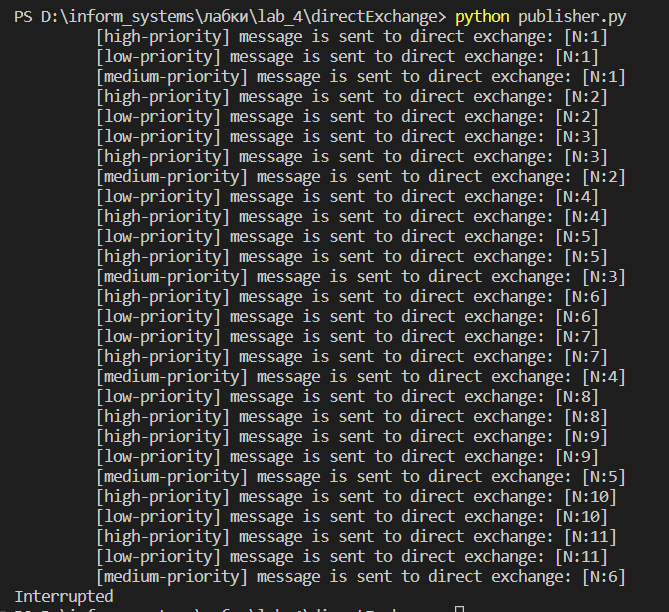 PS D:\inform_systems\лабки\lab_4\directExchange> python publisher.py
[high-priority] message is sent to direct exchange: [N:1]
[low-priority] message is sent to direct exchange: [N:1]
[medium-priority] message is sent to direct exchange: [N:1]
[high-priority] message is sent to direct exchange: [N:2]
[low-priority] message is sent to direct exchange: [N:2]
[low-priority] message is sent to direct exchange: [N:3]
[high-priority] message is sent to direct exchange: [N:3]
[medium-priority] message is sent to direct exchange: [N:2]
[low-priority] message is sent to direct exchange: [N:4]
[high-priority] message is sent to direct exchange: [N:4]
[low-priority] message is sent to direct exchange: [N:5]
[high-priority] message is sent to direct exchange: [N:5]
[medium-priority] message is sent to direct exchange: [N:3]
[high-priority] message is sent to direct exchange: [N:6]
[low-priority] message is sent to direct exchange: [N:6]
[low-priority] message is sent to direct exchange: [N:7]
[high-priority] message is sent to direct exchange: [N:7]
[medium-priority] message is sent to direct exchange: [N:4]
[low-priority] message is sent to direct exchange: [N:8]
[high-priority] message is sent to direct exchange: [N:8]
[high-priority] message is sent to direct exchange: [N:9]
[low-priority] message is sent to direct exchange: [N:9]
[medium-priority] message is sent to direct exchange: [N:5]
[high-priority] message is sent to direct exchange: [N:10]
[low-priority] message is sent to direct exchange: [N:10]
[high-priority] message is sent to direct exchange: [N:11]
[low-priority] message is sent to direct exchange: [N:11]
[medium-priority] message is sent to direct exchange: [N:6]
Interrupted